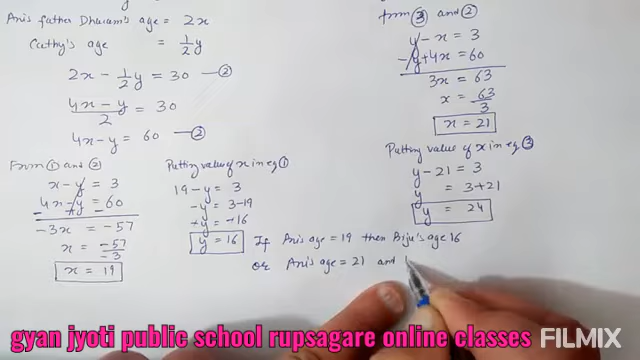 Ani's father Dharam's age = 2x
Cathy's age = 1/2 y
2x - 1/2 y = 30 —②
4x - y / 2 = 30
4x - y = 60 —②
From ① and ②
x - y = 3
4x - y = 60
- + -
-3x = -57
x = -57/-3
x = 19
Putting value of x in eq ①
19 - y = 3
-y = 3-19
+y = -16
y = 16
from ③ and ②
y - x = 3
-y + 4x = 60
3x = 63
x = 63/3
x = 21
Putting value of x in eq ③
y - 21 = 3
y = 3+21
y = 24
If Ani's age = 19 then Biju's age 16
or Ani's age = 21 and
gyan jyoti public school rupsagare online classes
Made with
FILMIX